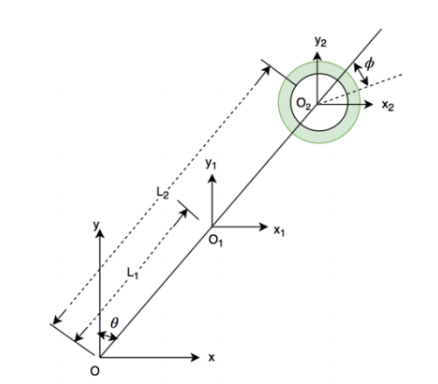 y₂
ϕ
O₂
x₂
y₁
L₂
y
O₁
x₁
L₁
θ
x
O